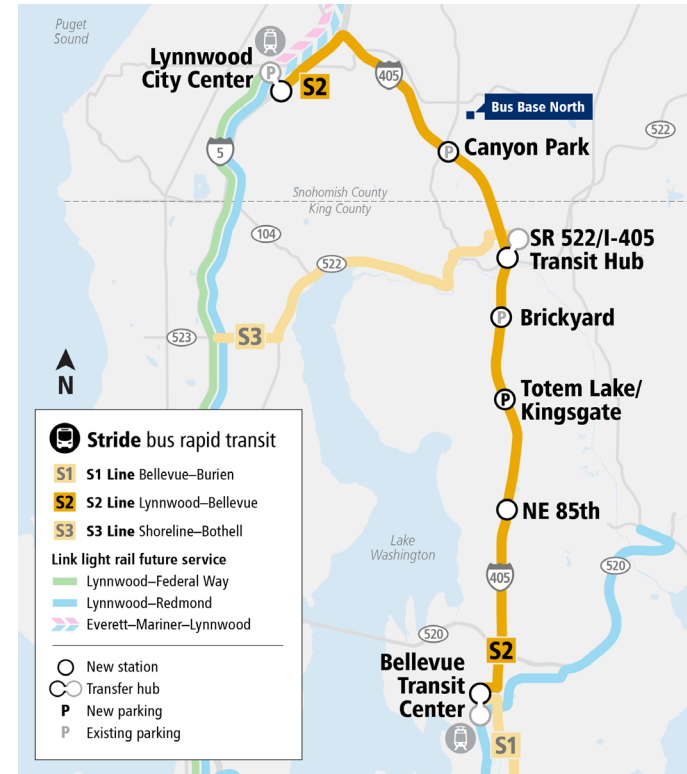 Puget
Sound
Lynnwood
City Center
P
S2
405
Bus Base North
522
5
P
Canyon Park
Snohomish County
King County
104
SR 522/I-405
Transit Hub
522
P
Brickyard
523
S3
N
P
Totem Lake/
Kingsgate
Stride bus rapid transit
S1 S1 Line Bellevue–Burien
S2 S2 Line Lynnwood–Bellevue
S3 S3 Line Shoreline–Bothell
Link light rail future service
Lynnwood–Federal Way
Lynnwood–Redmond
Everett–Mariner–Lynnwood
New station
Transfer hub
P New parking
P Existing parking
NE 85th
Lake
Washington
405
520
520
S2
Bellevue
Transit
Center
S1